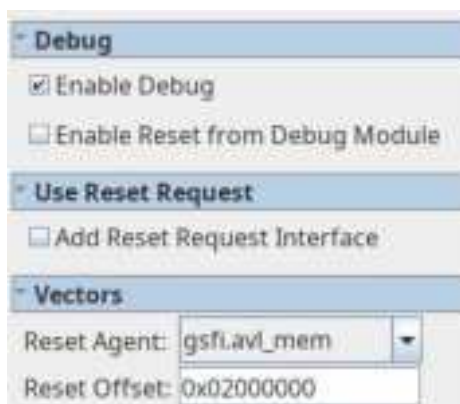 Debug
Enable Debug
Enable Reset from Debug Module
Use Reset Request
Add Reset Request Interface
Vectors
Reset Agent: gsfi.avl_mem
Reset Offset: 0x02000000